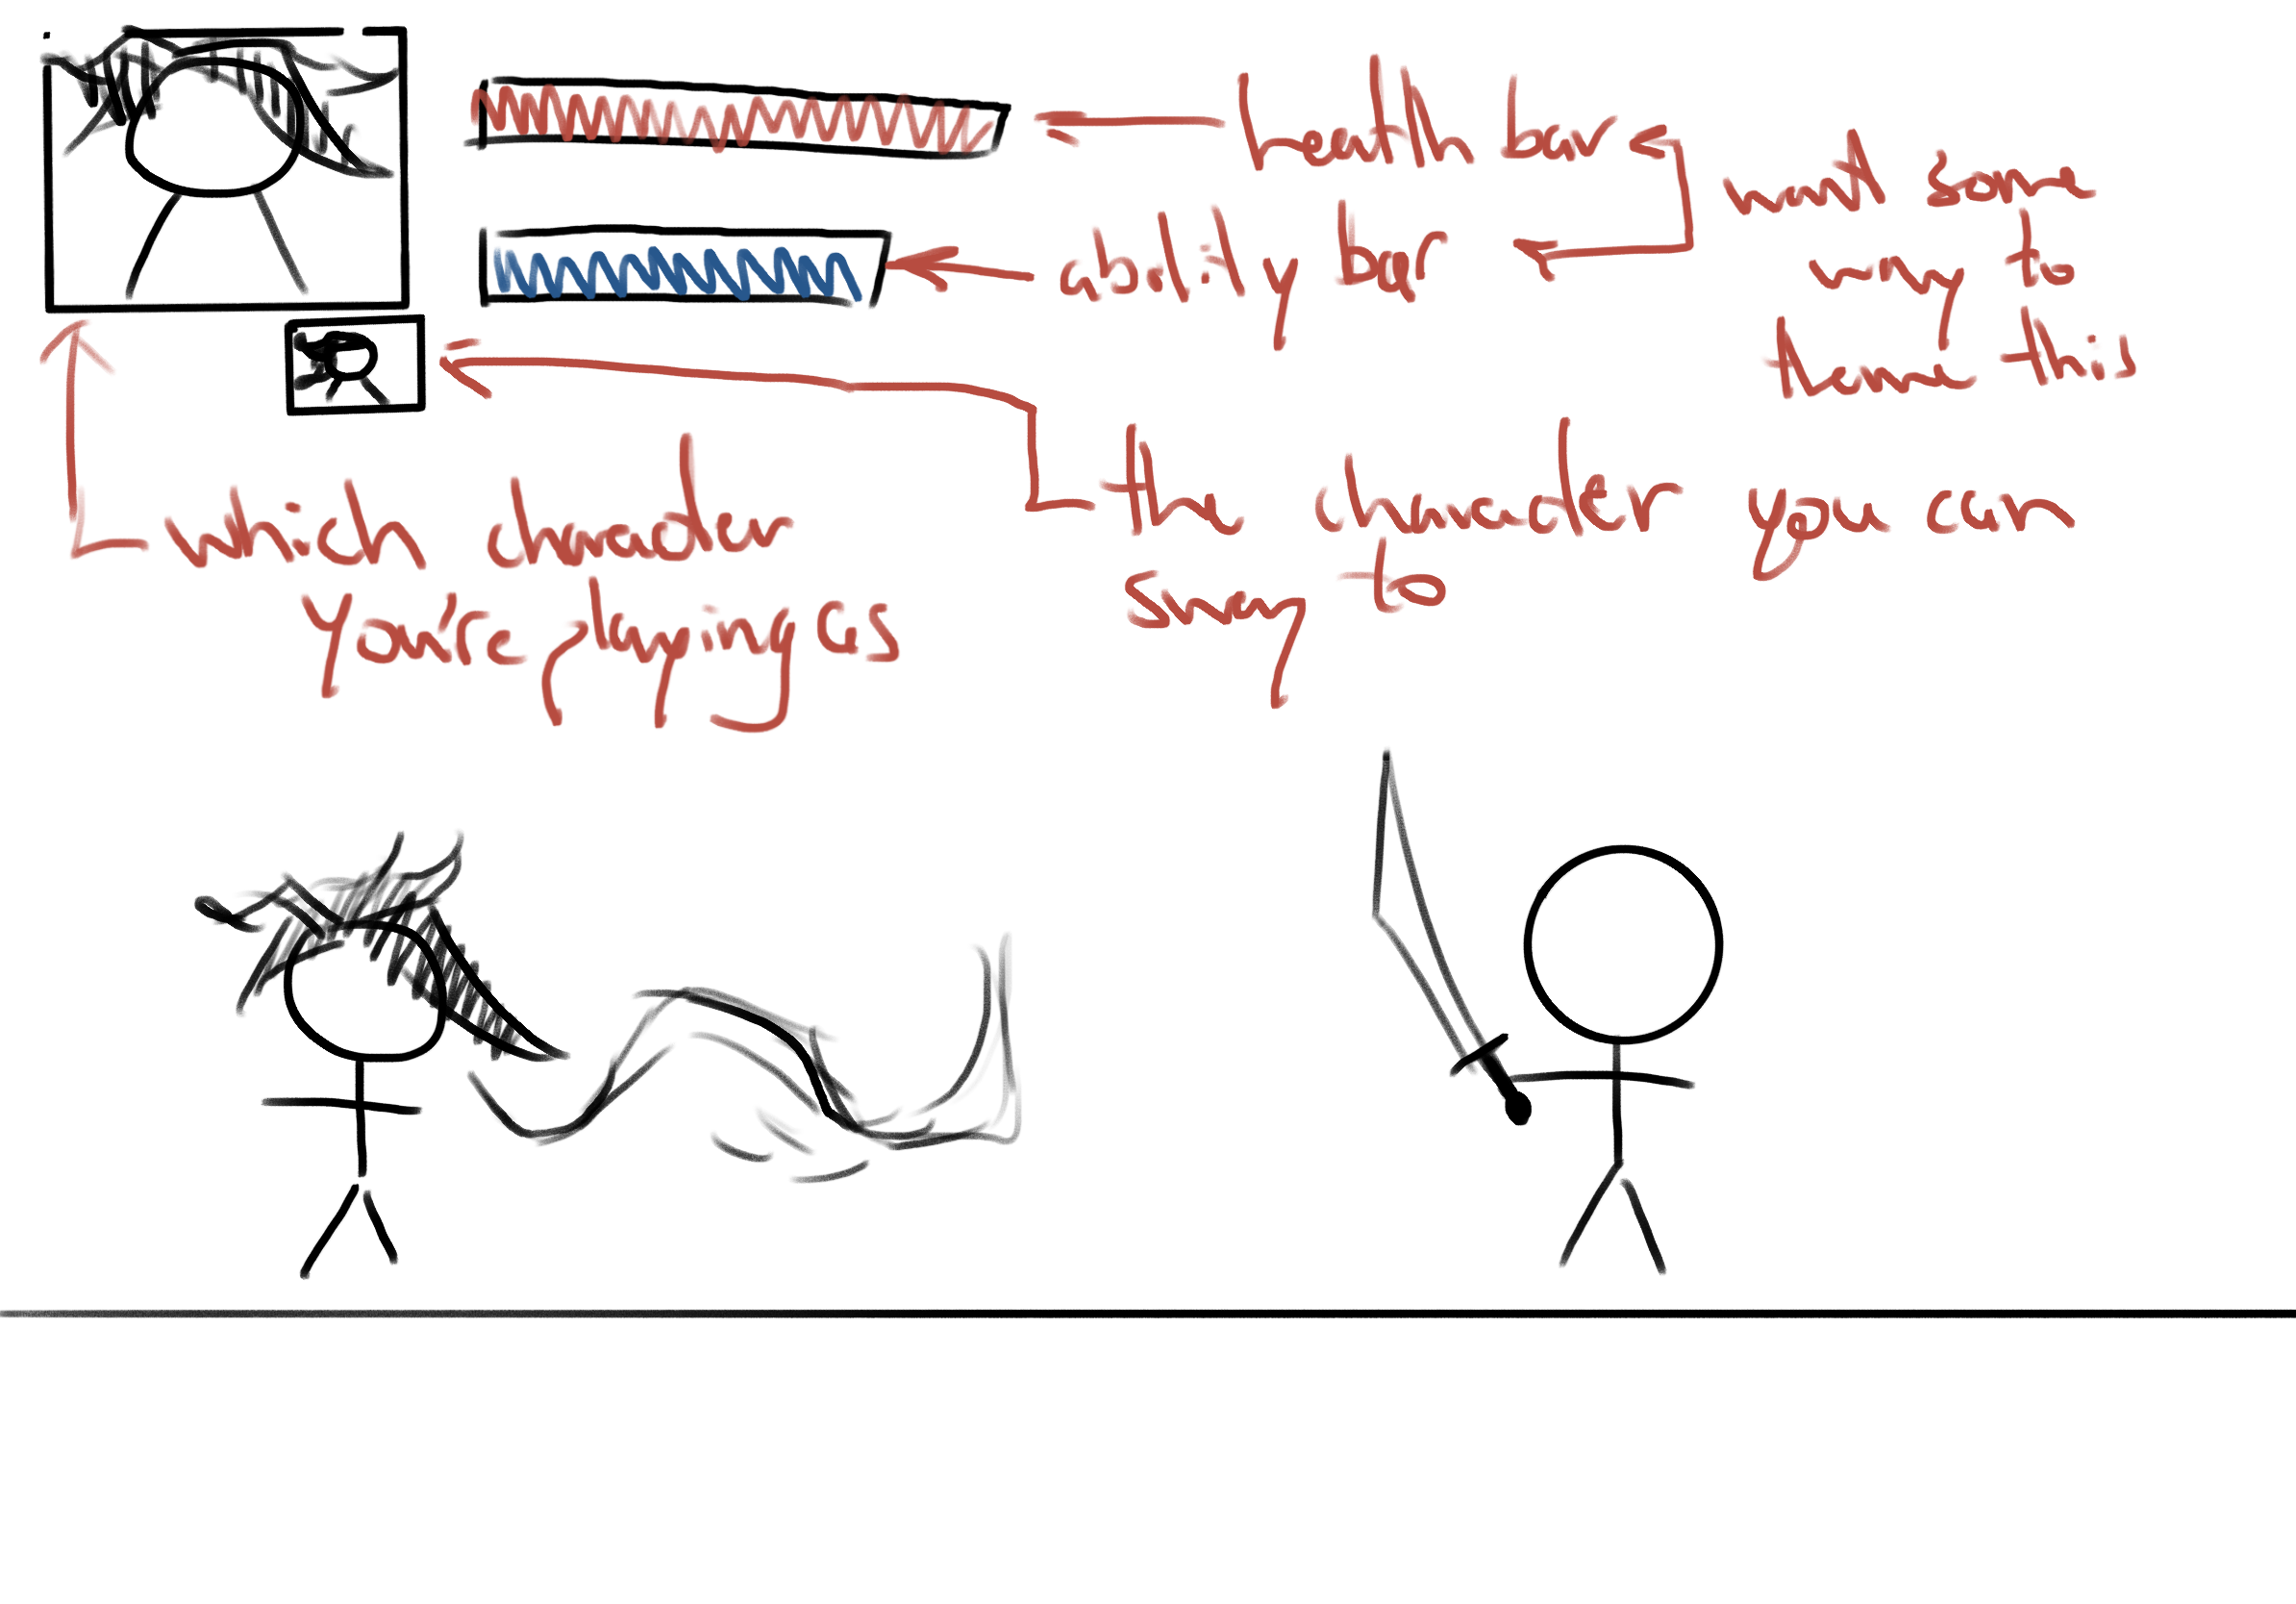 health bar
ability bar
want some
way to
theme this
which character
you're playing as
the character you can
swap to